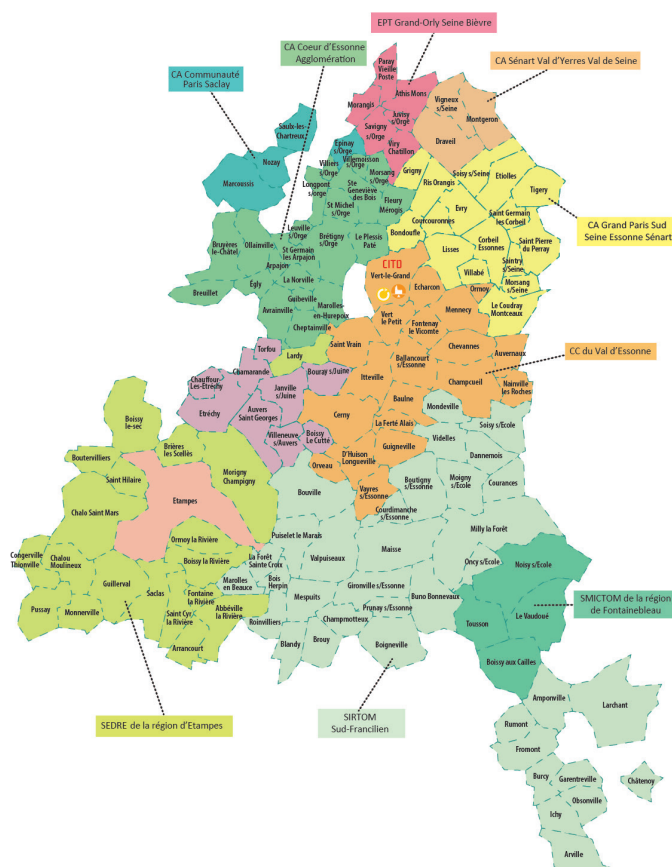 EPT Grand-Orly Seine Bièvre
CA Coeur d'Essonne
Agglomération
CA Sénart Val d'Yerres Val de Seine
CA Communauté
Paris Saclay
Paray
Vieille
Poste
Athis Mons
Morangis
Juvisy
s/Orge
Savigny
s/Orge
Viry
Chatillon
Vigneux
s/Seine
Montgeron
Draveil
Saulx-les-
Chartreux
Nozay
Marcoussis
Epinay
s/Orge
Villiers
s/Orge
Villemoisson
s/Orge
Morsang
s/Orge
Longpont
s/orge
Ste
Geneviève
des Bois
St Michel
s/Orge
Fleury
Mérogis
Grigny
Ris Orangis
Soisy s/Seine
Etiolles
Tigery
Evry
Courcouronnes
Saint Germain
les Corbeil
CA Grand Paris Sud
Seine Essonne Sénart
Bondoufle
Lisses
Corbeil
Essonnes
Saint Pierre
du Perray
Saintry
s/Seine
Villabé
Morsang
s/Seine
Le Coudray
Montceaux
Leuville
s/Orge
Brétigny
s/Orge
Le Plessis
Paté
Bruyères
le-Châtel
Ollainville
St Germain
les Arpajon
Arpajon
La Norville
Égly
Breuillet
Guibeville
Avrainville
Marolles-
en-Hurepoix
Cheptainville
CITD
Vert-le-Grand
Echarcon
Ormoy
Mennecy
Vert
le Petit
Fontenay
le Vicomte
Chevannes
Auvernaux
Saint Vrain
Ballancourt
s/Essonne
Champcueil
Nainville
les Roches
CC du Val d'Essonne
Itteville
Baulne
Cerny
La Ferté Alais
Guigneville
D'Huison
Longueville
Orveau
Vayres
s/Essonne
Torfou
Lardy
Chamarande
Bouray s/Juine
Chauffour
Les-Etréchy
Janville
s/Juine
Etréchy
Auvers
Saint Georges
Villeneuve
s/Auvers
Boissy
Le Cutté
Boissy
le-sec
Brières
les Scellès
Boutervilliers
Saint Hilaire
Morigny
Champigny
Chalo Saint Mars
Etampes
Ormoy la Rivière
Congerville
Thionville
Chalou
Moulineux
Boissy la Rivière
Guillerval
Saclas
Fontaine
la Rivière
Pussay
Monnerville
Saint Cyr
la Rivière
Abbéville
la Rivière
Arrancourt
Mondeville
Soisy s/Ecole
Videlles
Dannemois
Bouville
Boutigny
s/Essonne
Moigny
s/Ecole
Courances
Courdimanche
s/Essonne
Puiselet le Marais
Milly la Forêt
La Forêt
Sainte Croix
Valpuiseaux
Maisse
Oncy s/Ecole
Noisy s/Ecole
Marolles
en Beauce
Bois
Herpin
Gironville s/Essonne
Mespuits
Buno Bonnevaux
Prunay s/Essonne
Roinvilliers
Champmotteux
Blandy
Brouy
Boigneville
Le Vaudoué
Tousson
Boissy aux Cailles
SMICTOM de la région
de Fontainebleau
SEDRE de la région d'Etampes
SIRTOM
Sud-Francilien
Amponville
Larchant
Rumont
Fromont
Burcy
Garentreville
Châtenoy
Obsonville
Ichy
Arville